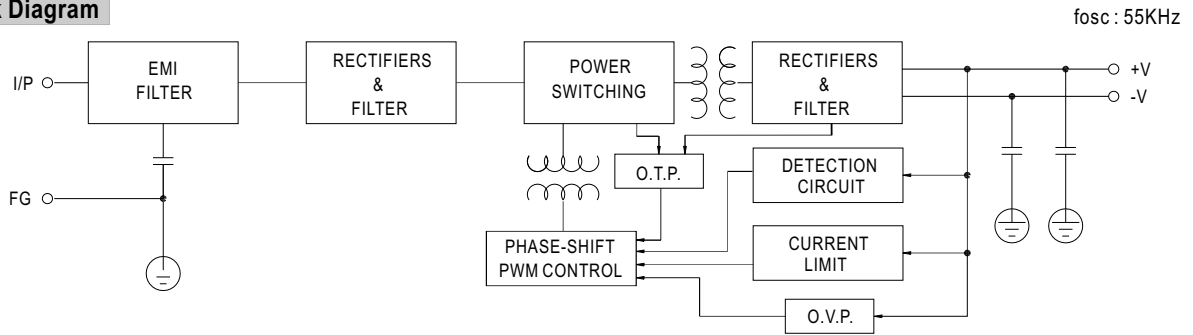 Diagram
fosc : 55KHz
I/P
EMI
FILTER
RECTIFIERS
&
FILTER
POWER
SWITCHING
RECTIFIERS
&
FILTER
+V
-V
O.T.P.
DETECTION
CIRCUIT
FG
PHASE-SHIFT
PWM CONTROL
CURRENT
LIMIT
O.V.P.